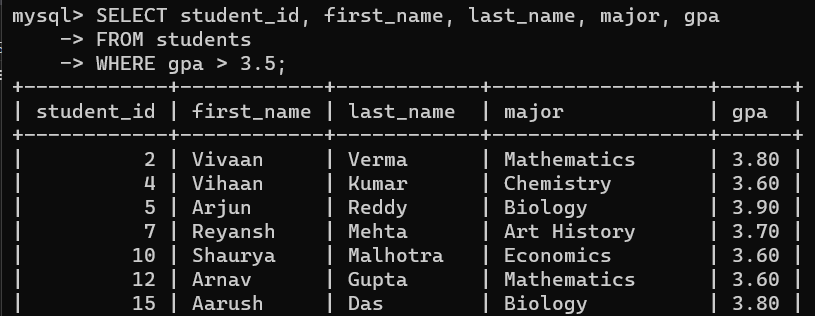 mysql> SELECT student_id, first_name, last_name, major, gpa
    -> FROM students
    -> WHERE gpa > 3.5;
+------------+------------+-----------+------------------+------+
| student_id | first_name | last_name | major            | gpa  |
+------------+------------+-----------+------------------+------+
|          2 | Vivaan     | Verma     | Mathematics      | 3.80 |
|          4 | Vihaan     | Kumar     | Chemistry        | 3.60 |
|          5 | Arjun      | Reddy     | Biology          | 3.90 |
|          7 | Reyansh    | Mehta     | Art History      | 3.70 |
|         10 | Shaurya    | Malhotra  | Economics        | 3.60 |
|         12 | Arnav      | Gupta     | Mathematics      | 3.60 |
|         15 | Aarush     | Das       | Biology          | 3.80 |